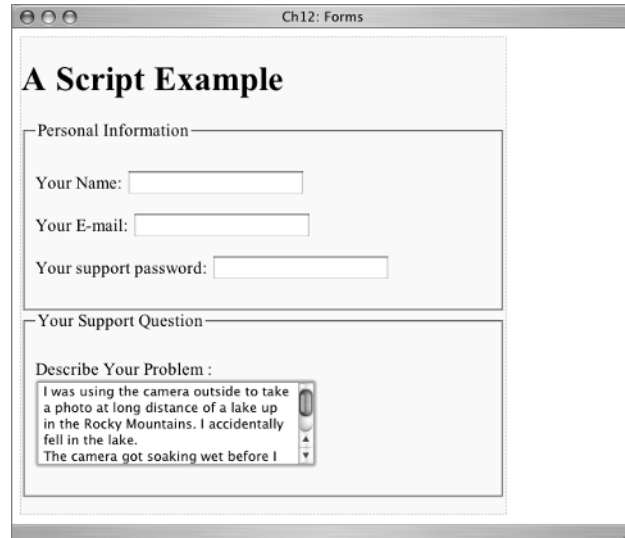 Ch12: Forms
A Script Example
Personal Information
Your Name:
Your E-mail:
Your support password:
Your Support Question
Describe Your Problem :
I was using the camera outside to take
a photo at long distance of a lake up
in the Rocky Mountains. I accidentally
fell in the lake.
The camera got soaking wet before I